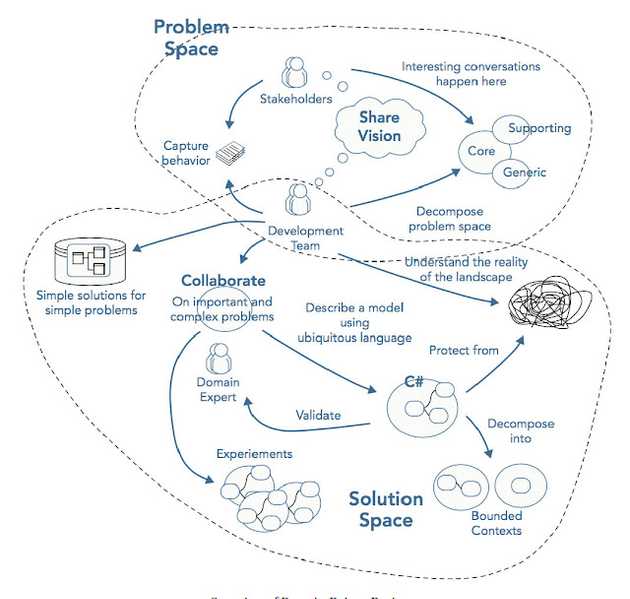 Problem
Space
Interesting conversations
happen here
Stakeholders
Share
Vision
Supporting
Core
Generic
Capture
behavior
Development
Team
Decompose
problem space
Understand the reality
of the landscape
Simple solutions for
simple problems
Collaborate
On important and
complex problems
Describe a model
using
ubiquitous language
Protect from
Domain
Expert
C#
Validate
Decompose
into
Experiements
Solution
Space
Bounded
Contexts